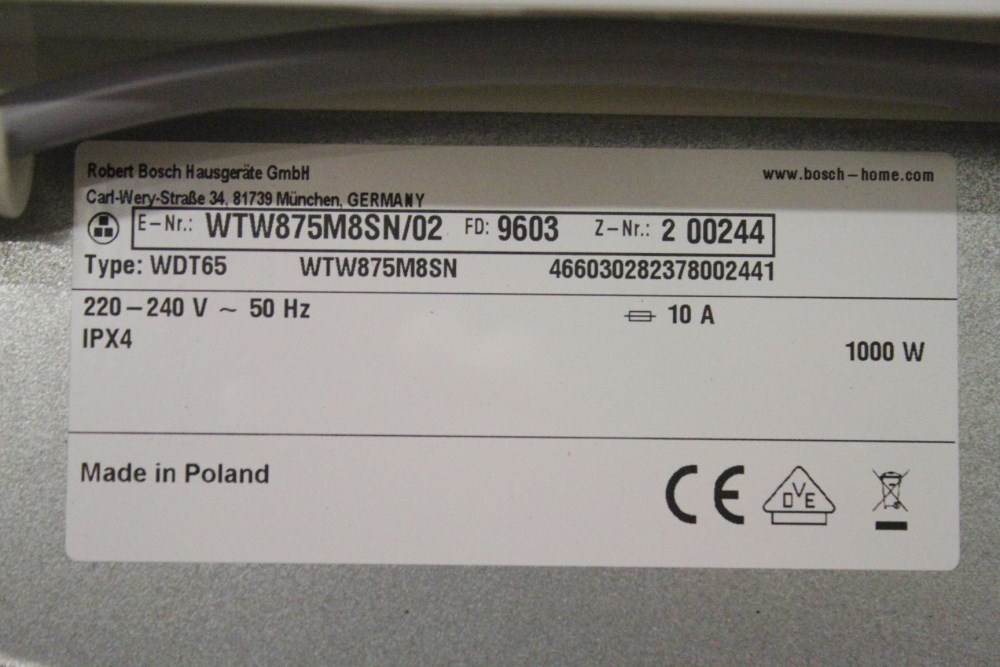 Robert Bosch Hausgeräte GmbH www.bosch-home.com
Carl-Wery-Straße 34, 81739 München, GERMANY
E-Nr.: WTW875M8SN/02 FD: 9603 Z-Nr.: 2 00244
Type: WDT65 WTW875M8SN 466030282378002441
220-240 V ~ 50 Hz 10 A
IPX4 1000 W
Made in Poland CE DVE